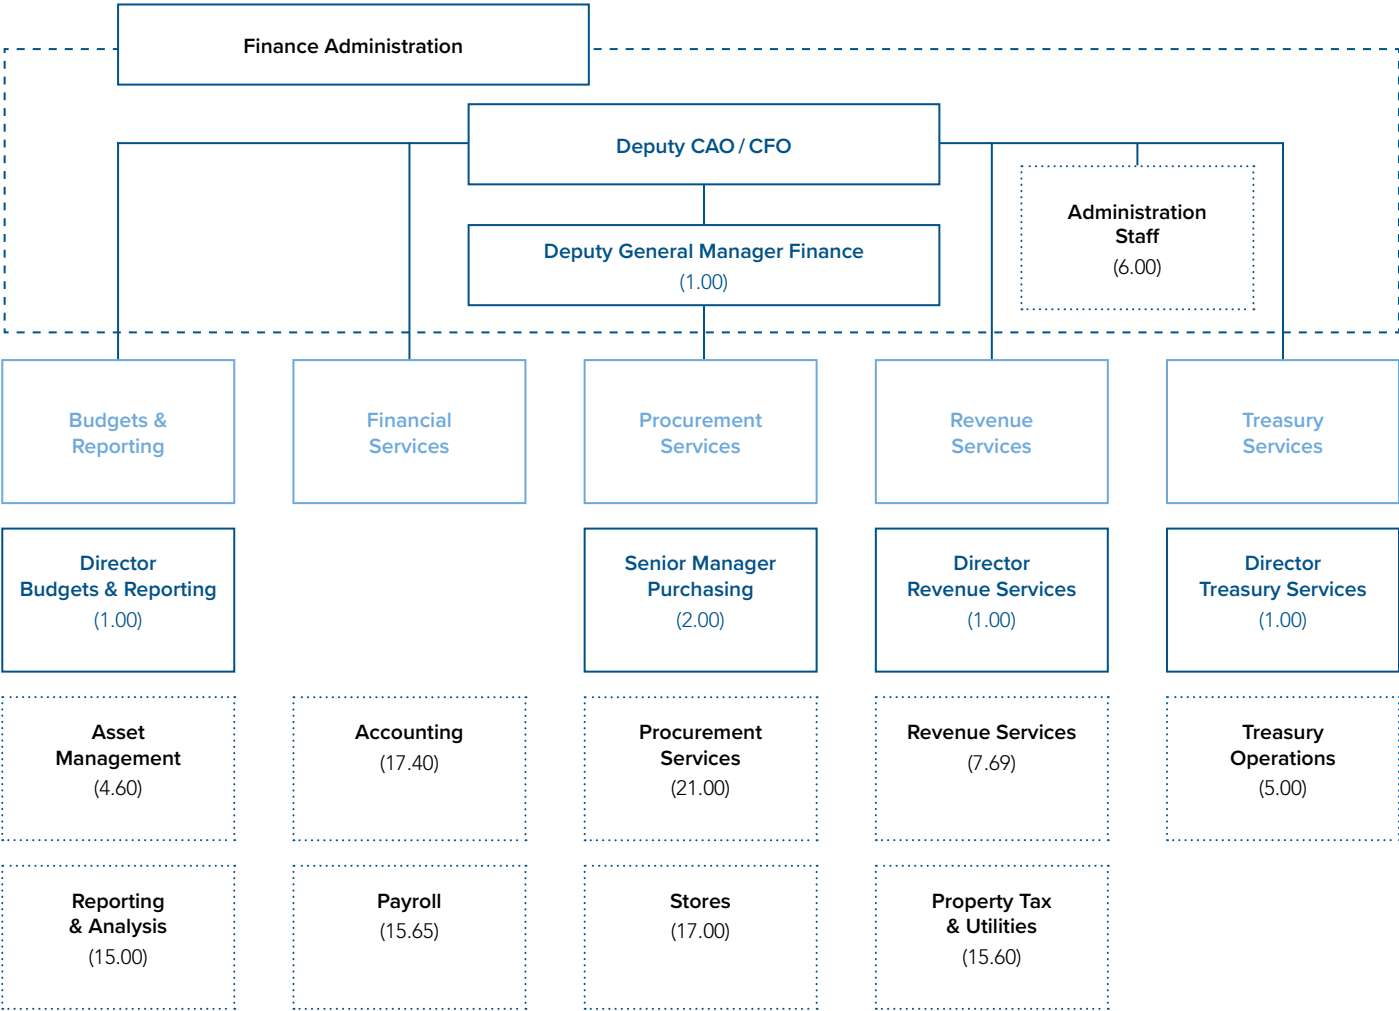 Finance Administration
Deputy CAO / CFO
Deputy General Manager Finance
(1.00)
Administration
Staff
(6.00)
Budgets &
Reporting
Financial
Services
Procurement
Services
Revenue
Services
Treasury
Services
Director
Budgets & Reporting
(1.00)
Senior Manager
Purchasing
(2.00)
Director
Revenue Services
(1.00)
Director
Treasury Services
(1.00)
Asset
Management
(4.60)
Accounting
(17.40)
Procurement
Services
(21.00)
Revenue Services
(7.69)
Treasury
Operations
(5.00)
Reporting
& Analysis
(15.00)
Payroll
(15.65)
Stores
(17.00)
Property Tax
& Utilities
(15.60)